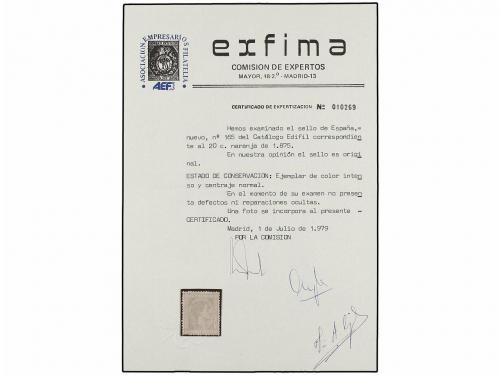 ASOCIACION EMPRESARIOS FILATELIA
AEF
exfima
COMISION DE EXPERTOS
MAYOR, 18-2.º - MADRID-13
CERTIFICADO DE EXPERTIZACION Nº 010269
Hemos examinado el sello de España,-
nuevo, nº 165 del Catálogo Edifil correspondien
te al 20 c. naranja de 1.875.
En nuestra opinión el sello es origi
nal.
ESTADO DE CONSERVACION: Ejemplar de color inten
so y centraje normal.
En el momento de su examen no presen
ta defectos ni reparaciones ocultas.
Una foto se incorpora al presente -
CERTIFICADO.
Madrid, 1 de Julio de 1.979
POR LA COMISION